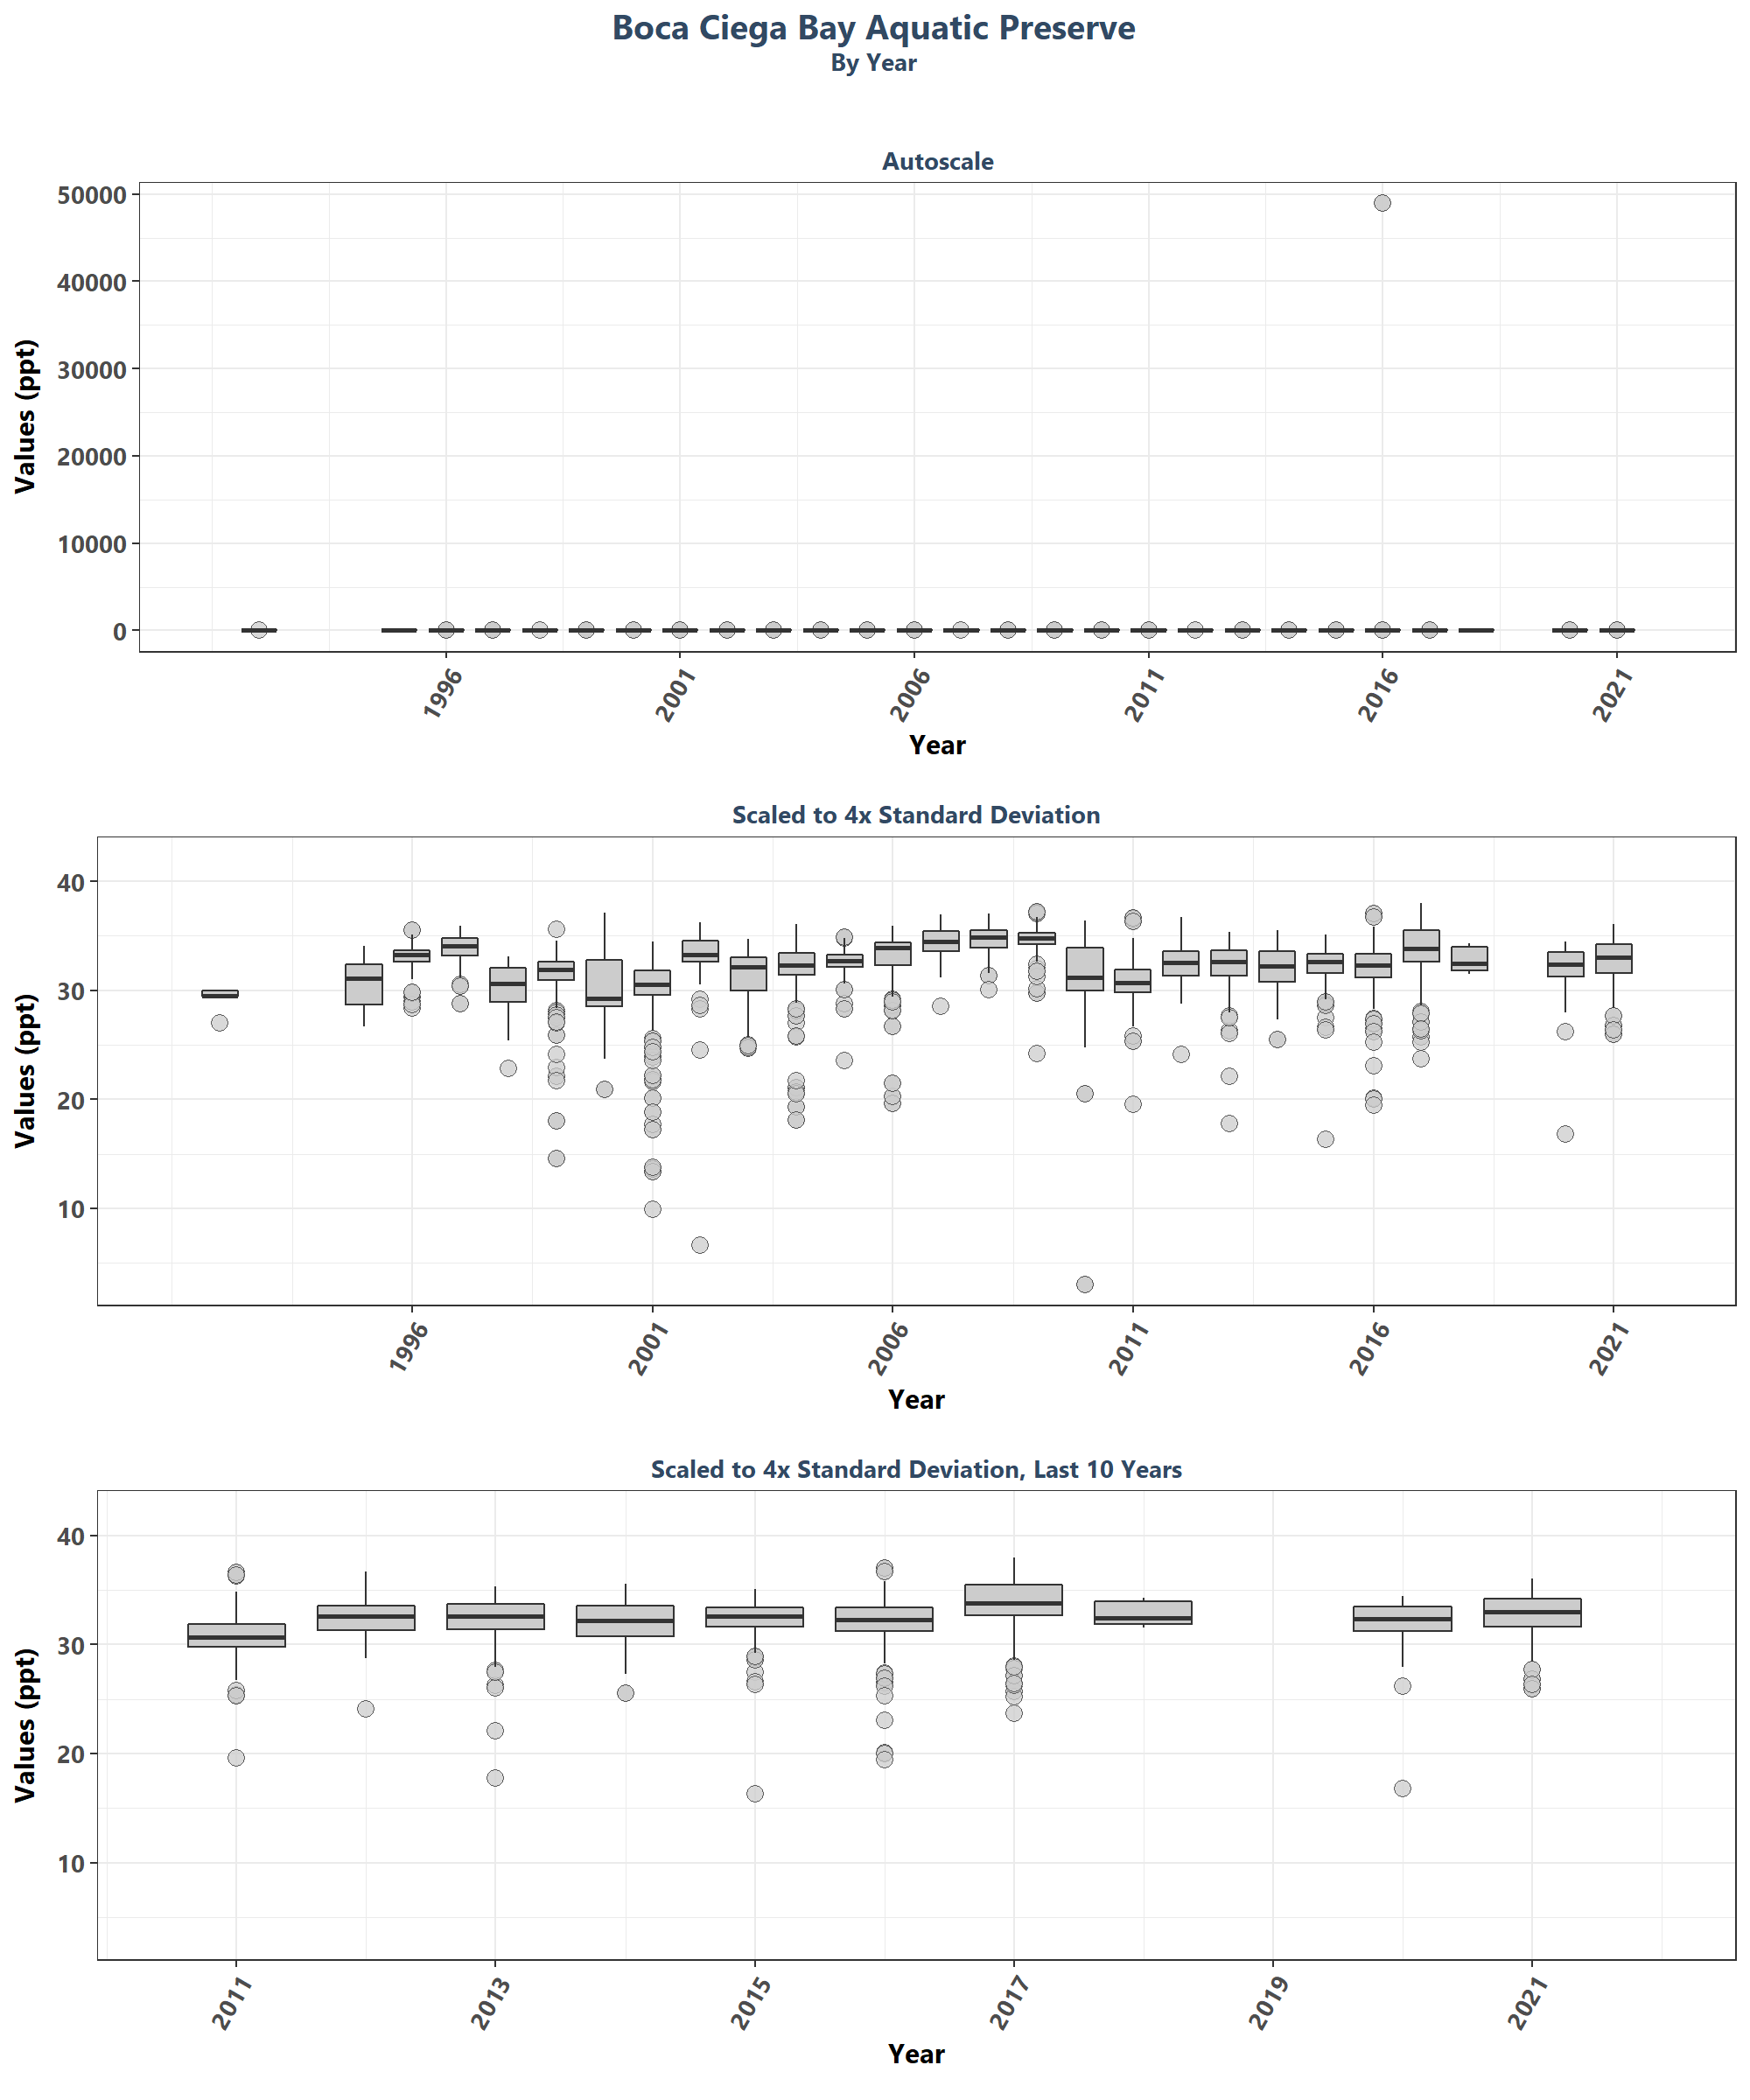 Boca Ciega Bay Aquatic Preserve
By Year
Autoscale
Values (ppt)
50000
40000
30000
20000
10000
0
1996
2001
2006
2011
2016
2021
Year
Scaled to 4x Standard Deviation
Values (ppt)
40
30
20
10
1996
2001
2006
2011
2016
2021
Year
Scaled to 4x Standard Deviation, Last 10 Years
Values (ppt)
40
30
20
10
2011
2013
2015
2017
2019
2021
Year